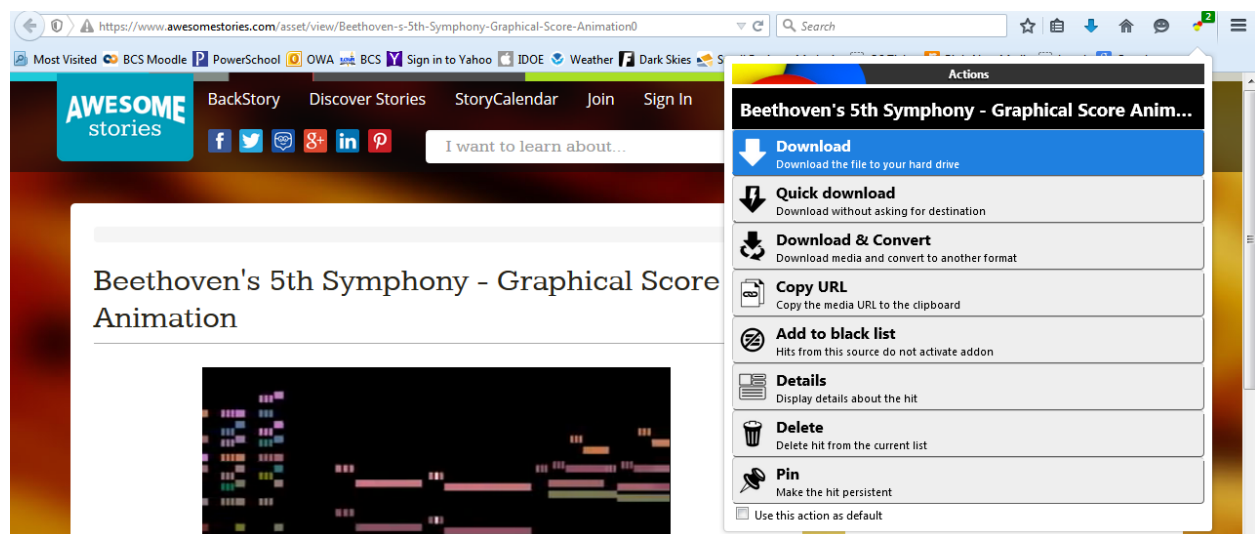 https://www.awesomestories.com/asset/view/Beethoven-s-5th-Symphony-Graphical-Score-Animation0
Search
2
Most Visited BCS Moodle PowerSchool OWA BCS Sign in to Yahoo IDOE Weather Dark Skies
Actions
Beethoven's 5th Symphony - Graphical Score Anim...
AWESOME
stories
BackStory Discover Stories StoryCalendar Join Sign In
I want to learn about...
Download
Download the file to your hard drive
Quick download
Download without asking for destination
Download & Convert
Download media and convert to another format
Copy URL
Copy the media URL to the clipboard
Add to black list
Hits from this source do not activate addon
Details
Display details about the hit
Delete
Delete hit from the current list
Pin
Make the hit persistent
Use this action as default
Beethoven's 5th Symphony - Graphical Score
Animation